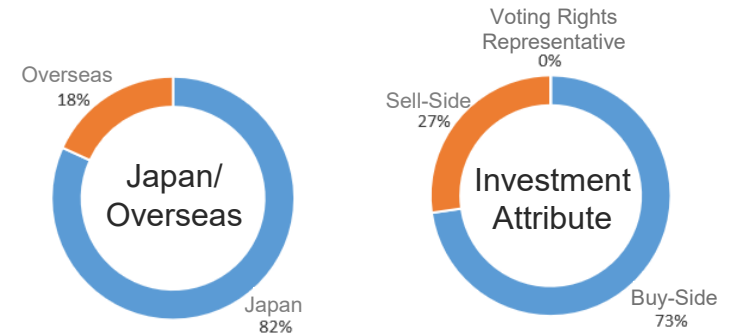 Overseas
18%
Japan/
Overseas
Japan
82%
Voting Rights
Representative
0%
Sell-Side
27%
Investment
Attribute
Buy-Side
73%